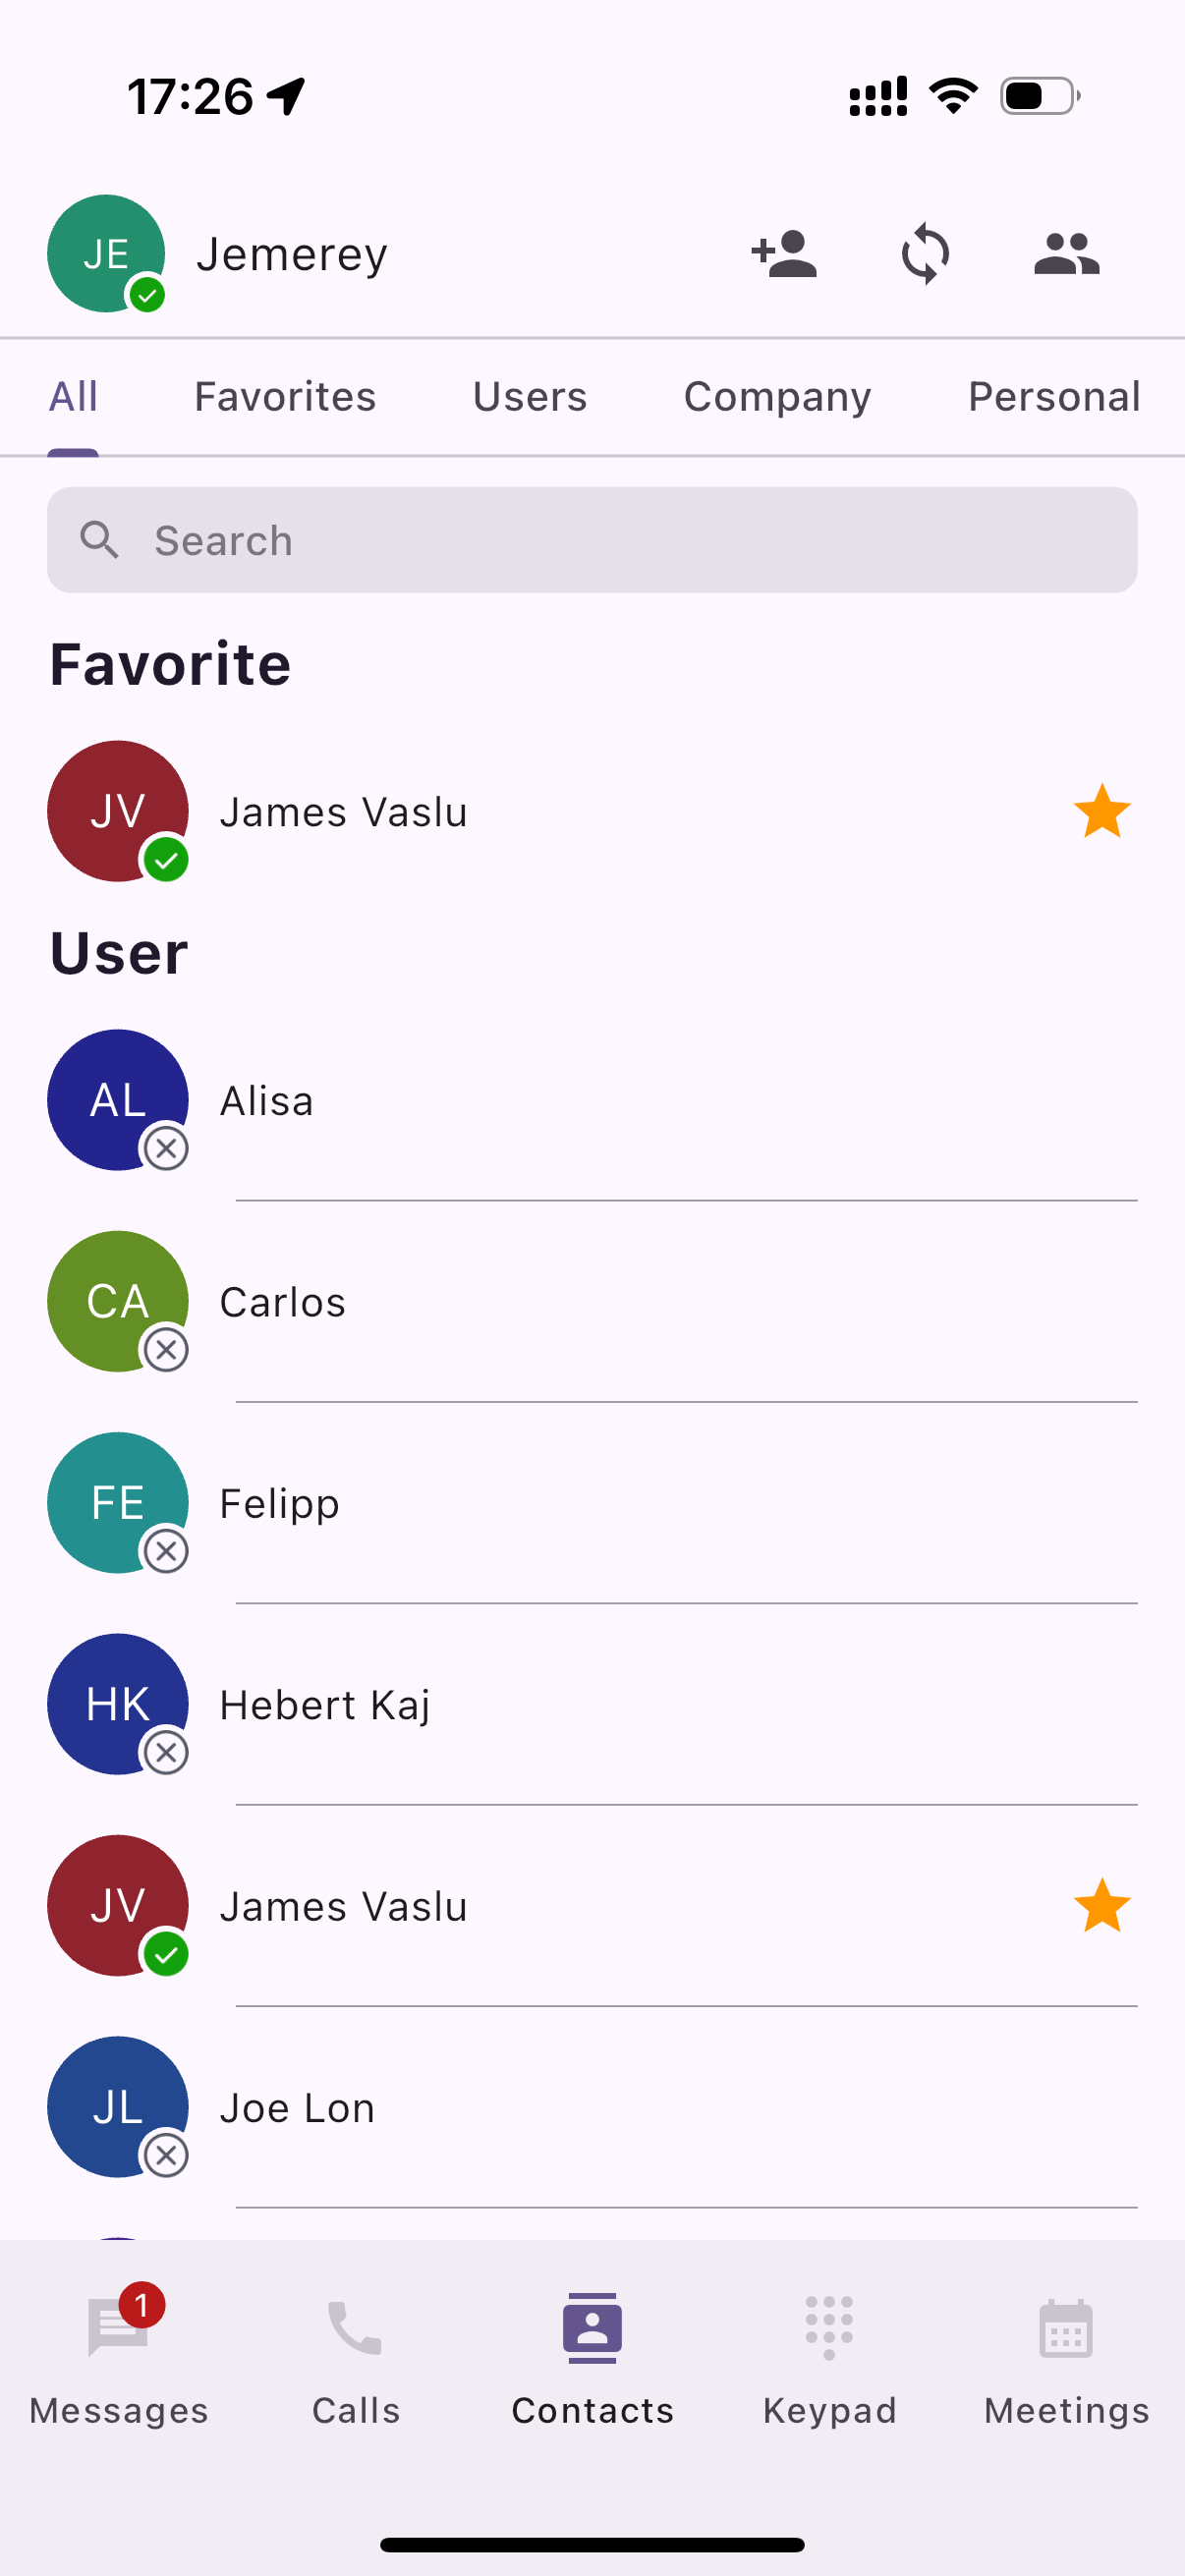 17:26
JE Jemerey
All Favorites Users Company Personal
Search
Favorite
JV James Vaslu
User
AL Alisa
CA Carlos
FE Felipp
HK Hebert Kaj
JV James Vaslu
JL Joe Lon
1
Messages Calls Contacts Keypad Meetings